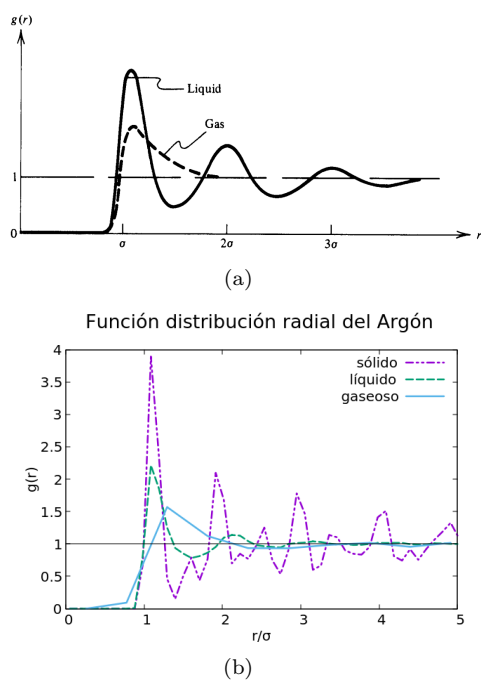 g(r)
Liquid
Gas
1
0
σ
2σ
3σ
r
(a)
Función distribución radial del Argón
4
3.5
3
2.5
2
1.5
1
0.5
0
g(r)
sólido
líquido
gaseoso
0 1 2 3 4 5
r/σ
(b)